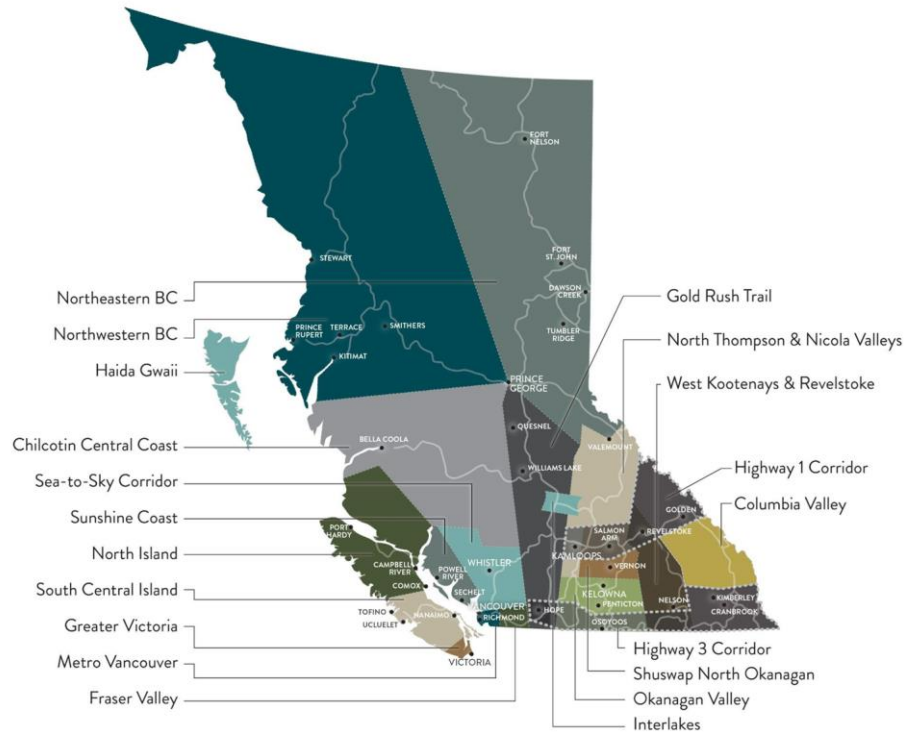 FORT
NELSON
STEWART
FORT
ST. JOHN
DAWSON
CREEK
Northeastern BC
Gold Rush Trail
PRINCE
RUPERT
TERRACE
SMITHERS
TUMBLER
RIDGE
Northwestern BC
North Thompson & Nicola Valleys
KITIMAT
Haida Gwaii
PRINCE
GEORGE
West Kootenays & Revelstoke
QUESNEL
Chilcotin Central Coast
BELLA COOLA
VALEMOUNT
WILLIAMS LAKE
Highway 1 Corridor
Sea-to-Sky Corridor
Columbia Valley
GOLDEN
Sunshine Coast
PORT
HARDY
SALMON
ARM
REVELSTOKE
North Island
KAMLOOPS
CAMPBELL
RIVER
POWELL
RIVER
WHISTLER
VERNON
South Central Island
COMOX
SECHELT
KELOWNA
KIMBERLEY
NELSON
CRANBROOK
TOFINO
NANAIMO
VANCOUVER
RICHMOND
HOPE
PENTICTON
UCLUELET
OSOYOOS
Greater Victoria
Highway 3 Corridor
Metro Vancouver
VICTORIA
Shuswap North Okanagan
Fraser Valley
Okanagan Valley
Interlakes